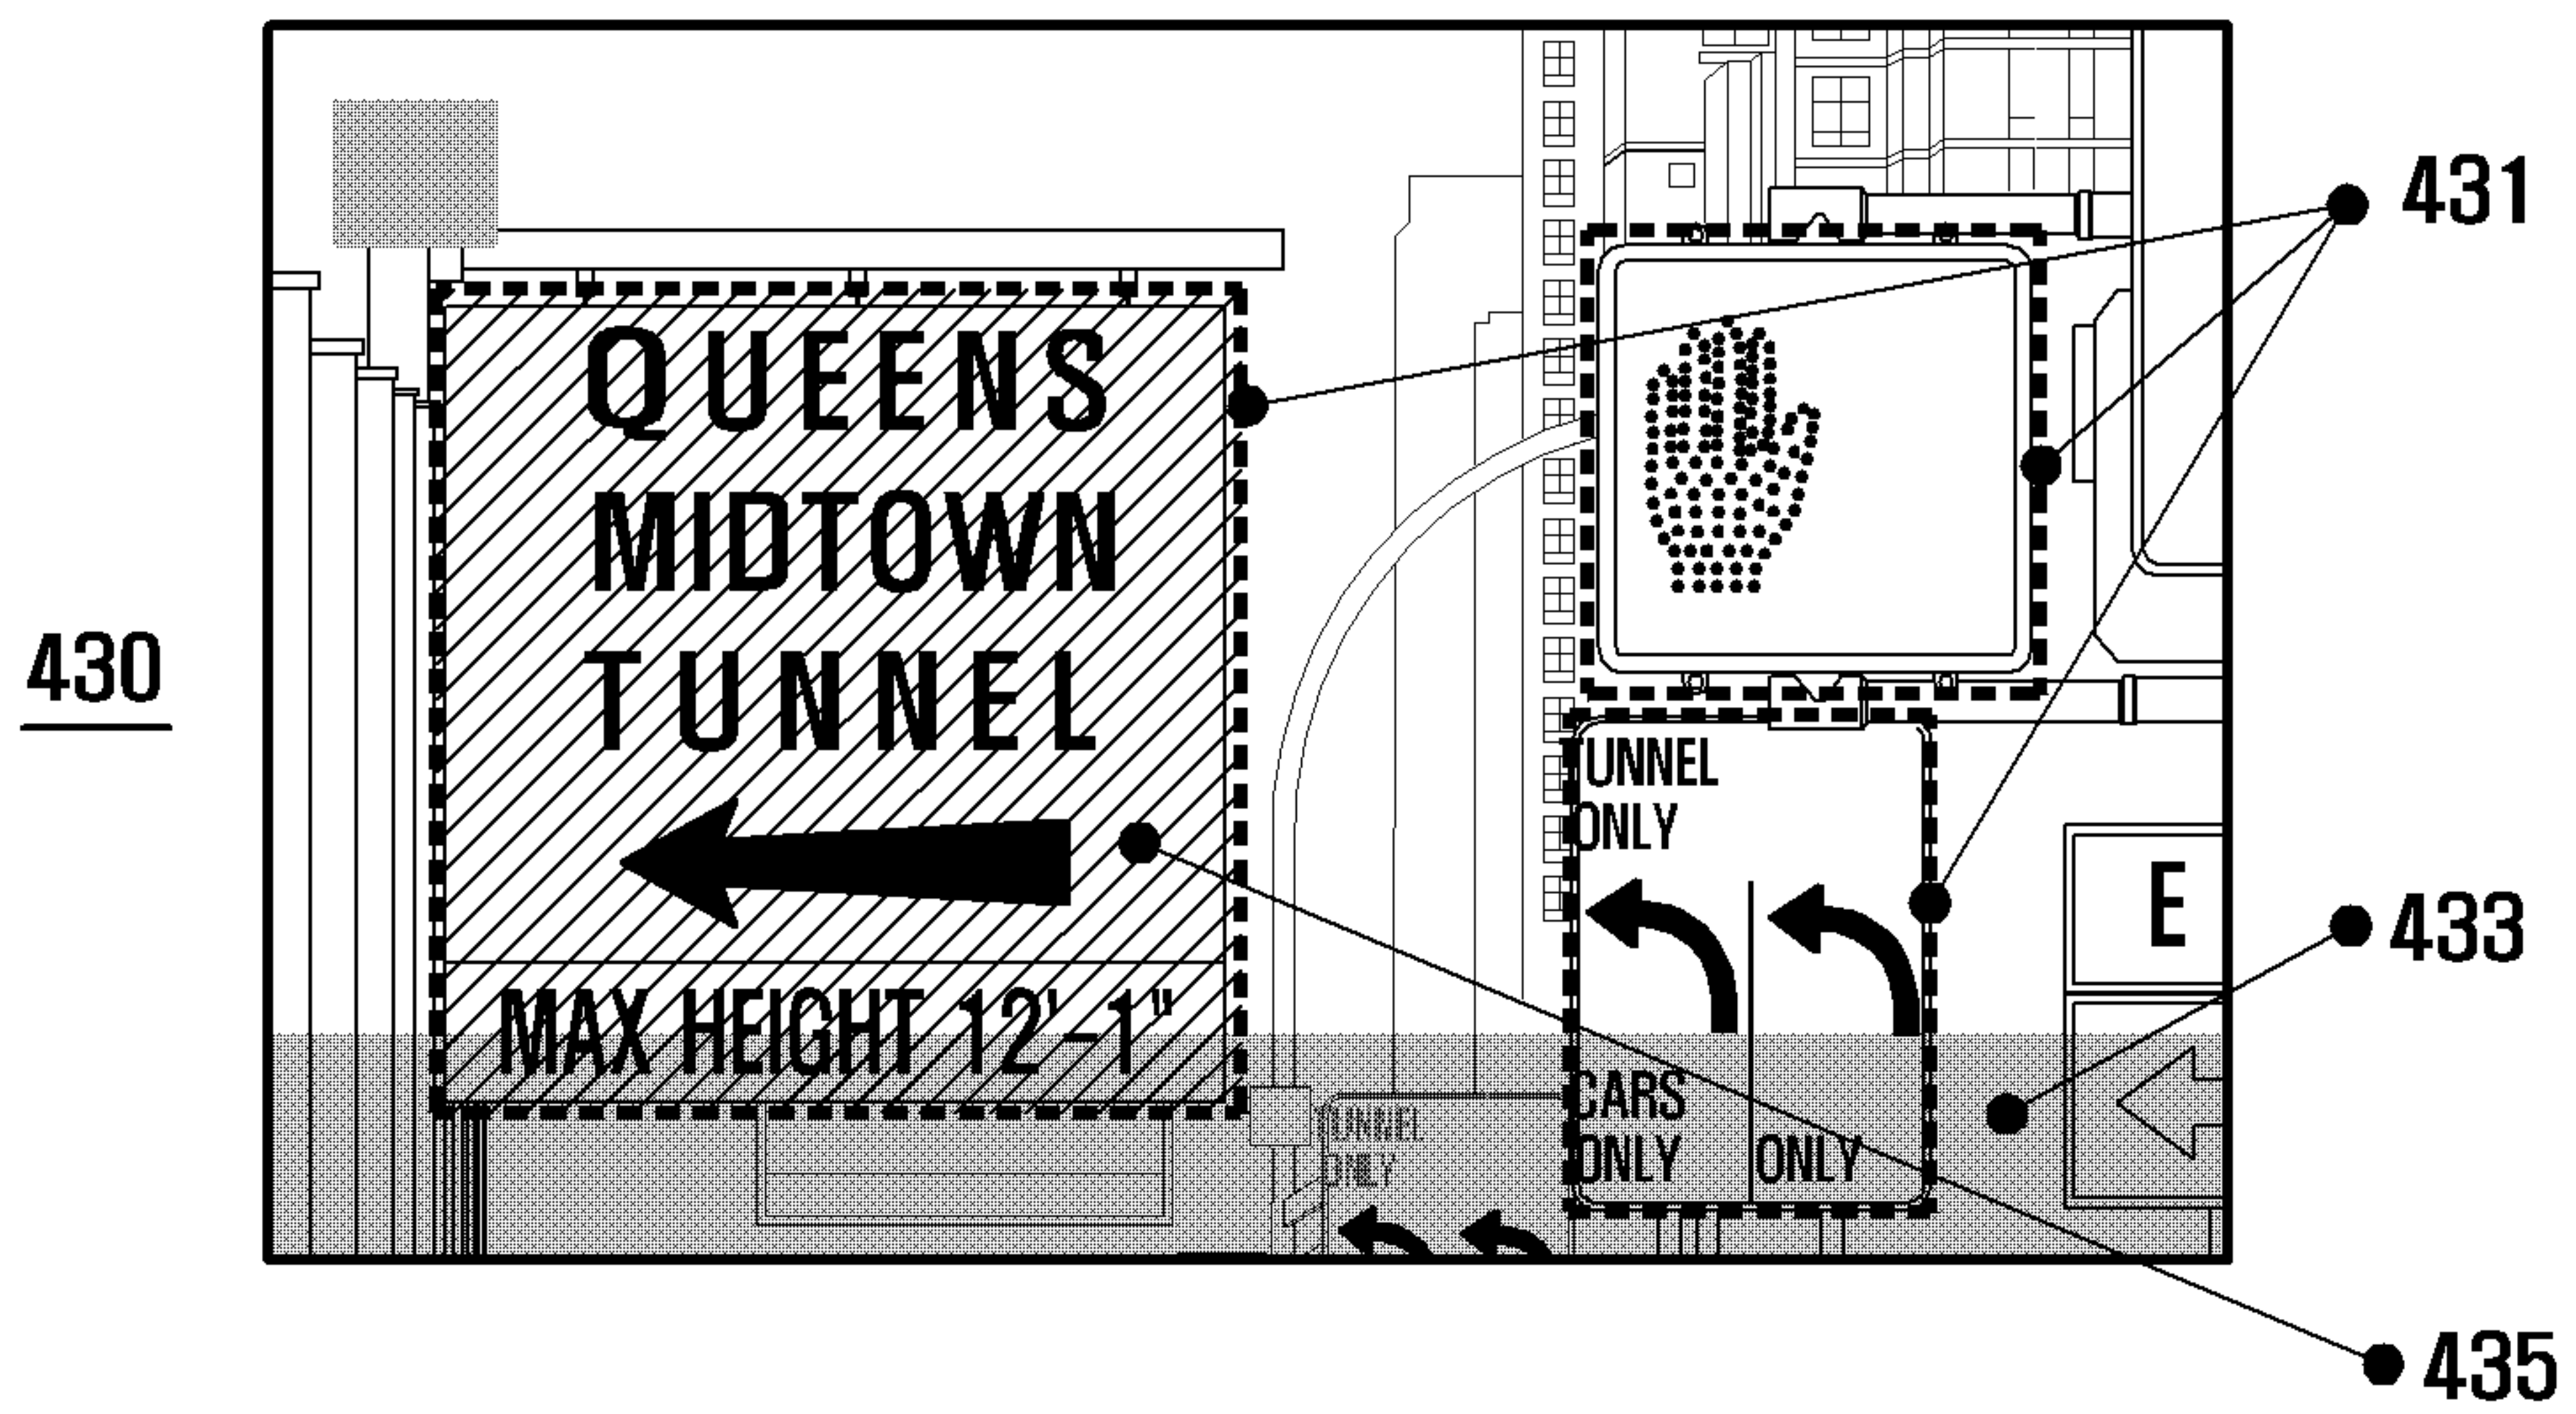 431
QUEENS
MIDTOWN
TUNNEL
430
TUNNEL
ONLY
E
433
MAX HEIGHT 12'-1"
CARS
ONLY ONLY
TUNNEL
ONLY
435